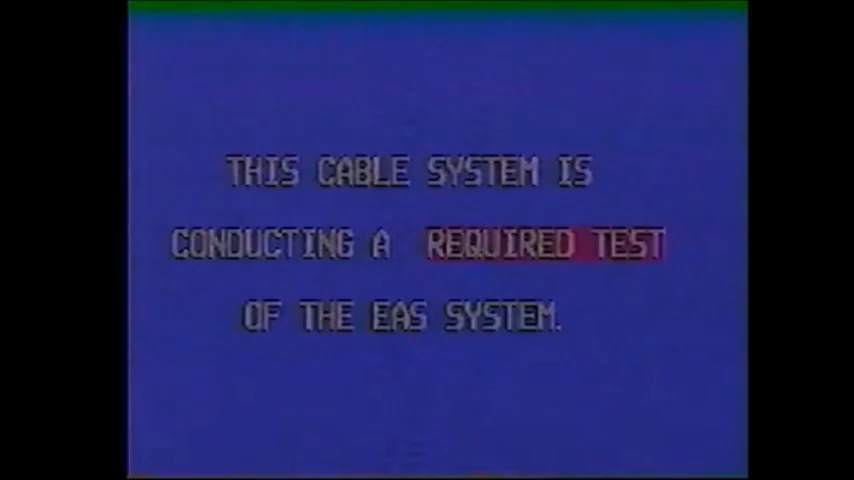 THIS CABLE SYSTEM IS
CONDUCTING A REQUIRED TEST
OF THE EAS SYSTEM.